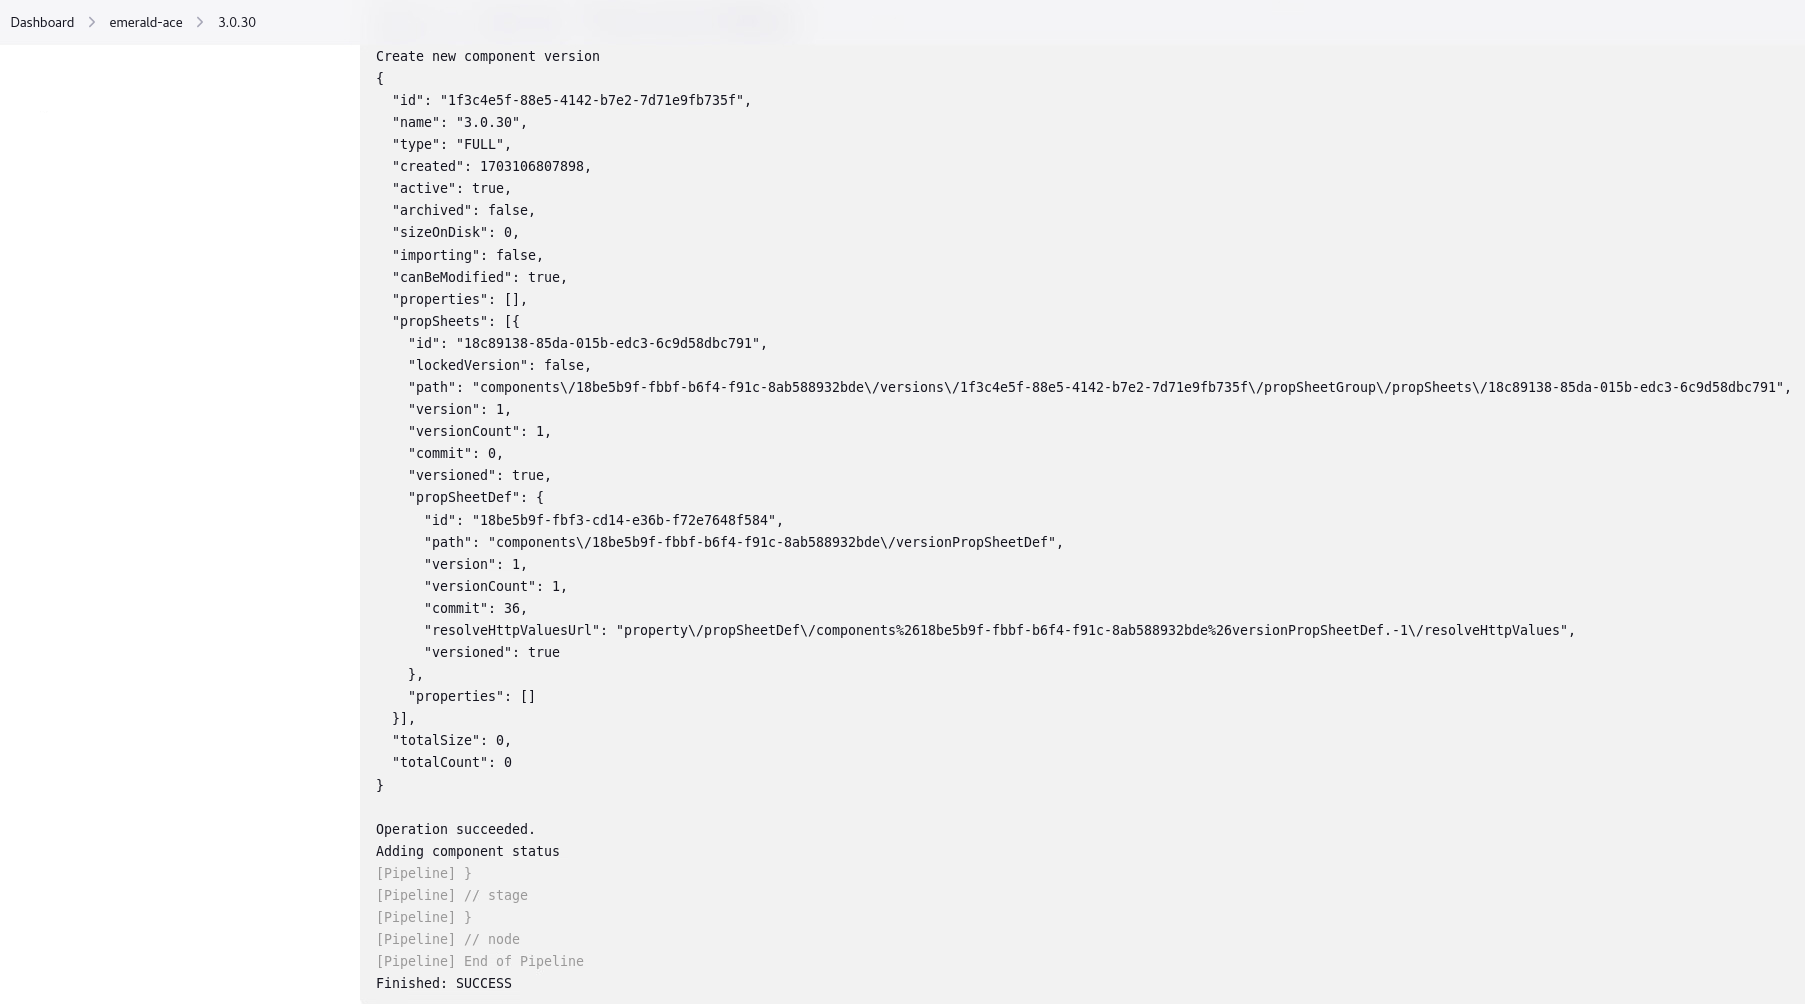 Dashboard > emerald-ace > 3.0.30
Create new component version
{
  "id": "1f3c4e5f-88e5-4142-b7e2-7d71e9fb735f",
  "name": "3.0.30",
  "type": "FULL",
  "created": 1703106807898,
  "active": true,
  "archived": false,
  "sizeOnDisk": 0,
  "importing": false,
  "canBeModified": true,
  "properties": [],
  "propSheets": [{
    "id": "18c89138-85da-015b-edc3-6c9d58dbc791",
    "lockedVersion": false,
    "path": "components\/18be5b9f-fbbf-b6f4-f91c-8ab588932bde\/versions\/1f3c4e5f-88e5-4142-b7e2-7d71e9fb735f\/propSheetGroup\/propSheets\/18c89138-85da-015b-edc3-6c9d58dbc791",
    "version": 1,
    "versionCount": 1,
    "commit": 0,
    "versioned": true,
    "propSheetDef": {
      "id": "18be5b9f-fbf3-cd14-e36b-f72e7648f584",
      "path": "components\/18be5b9f-fbbf-b6f4-f91c-8ab588932bde\/versionPropSheetDef",
      "version": 1,
      "versionCount": 1,
      "commit": 36,
      "resolveHttpValuesUrl": "property\/propSheetDef\/components%2618be5b9f-fbbf-b6f4-f91c-8ab588932bde%26versionPropSheetDef.-1\/resolveHttpValues",
      "versioned": true
    },
    "properties": []
  }],
  "totalSize": 0,
  "totalCount": 0
}
Operation succeeded.
Adding component status
[Pipeline] }
[Pipeline] // stage
[Pipeline] }
[Pipeline] // node
[Pipeline] End of Pipeline
Finished: SUCCESS